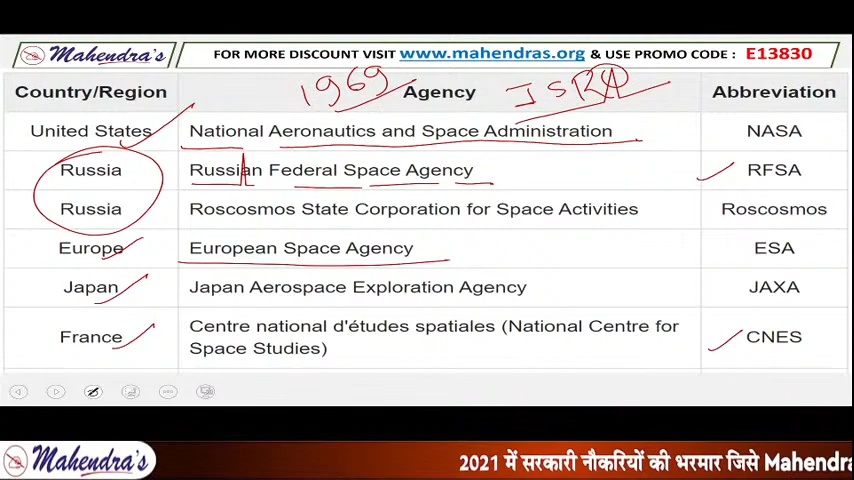 Mahendra's
FOR MORE DISCOUNT VISIT www.mahendras.org & USE PROMO CODE : E13830
1969 ISRO
Country/Region Agency Abbreviation
United States National Aeronautics and Space Administration NASA
Russia Russian Federal Space Agency RFSA
Russia Roscosmos State Corporation for Space Activities Roscosmos
Europe European Space Agency ESA
Japan Japan Aerospace Exploration Agency JAXA
France Centre national d'études spatiales (National Centre for
Space Studies) CNES
Mahendra's
2021 में सरकारी नौकरियों की भरमार जिसे Mahendra